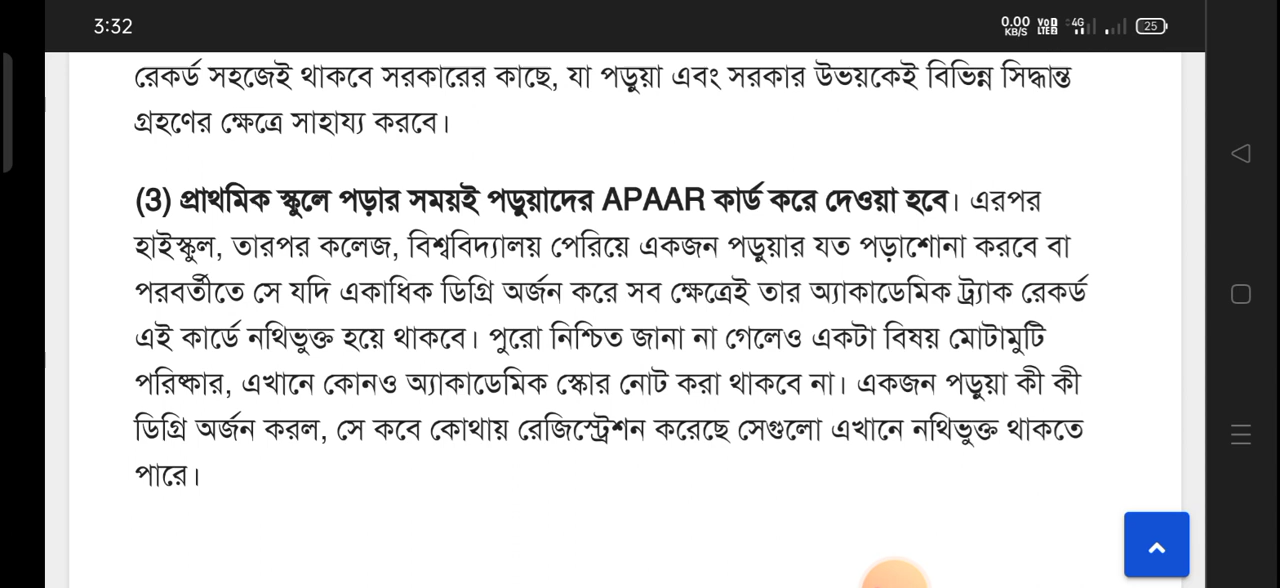 3:32
0.00 KB/S VoD LTE 4G 25
রেকর্ড সহজেই থাকবে সরকারের কাছে, যা পড়ুয়া এবং সরকার উভয়কেই বিভিন্ন সিদ্ধান্ত
গ্রহণের ক্ষেত্রে সাহায্য করবে।
(3) প্রাথমিক স্কুলে পড়ার সময়ই পড়ুয়াদের APAAR কার্ড করে দেওয়া হবে। এরপর
হাইস্কুল, তারপর কলেজ, বিশ্ববিদ্যালয় পেরিয়ে একজন পড়ুয়ার যত পড়াশোনা করবে বা
পরবর্তীতে সে যদি একাধিক ডিগ্রি অর্জন করে সব ক্ষেত্রেই তার অ্যাকাডেমিক ট্র্যাক রেকর্ড
এই কার্ডে নথিভুক্ত হয়ে থাকবে। পুরো নিশ্চিত জানা না গেলেও একটা বিষয় মোটামুটি
পরিষ্কার, এখানে কোনও অ্যাকাডেমিক স্কোর নোট করা থাকবে না। একজন পড়ুয়া কী কী
ডিগ্রি অর্জন করল, সে কবে কোথায় রেজিস্ট্রেশন করেছে সেগুলো এখানে নথিভুক্ত থাকতে
পারে।